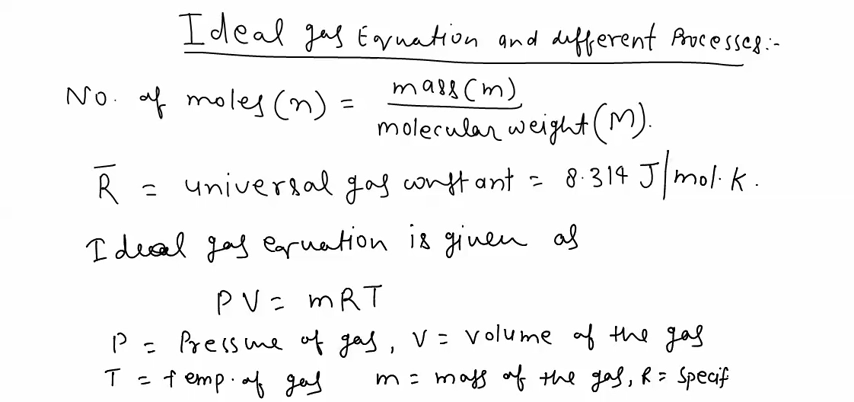 Ideal gas Equation and different Processes:-
No. of moles (n) = mass(m) / molecular weight (M).
R̅ = universal gas constant = 8.314 J/mol.K.
Ideal gas equation is given as
PV = mRT
P = Pressure of gas, V = volume of the gas
T = temp. of gas m = mass of the gas, R = Specif